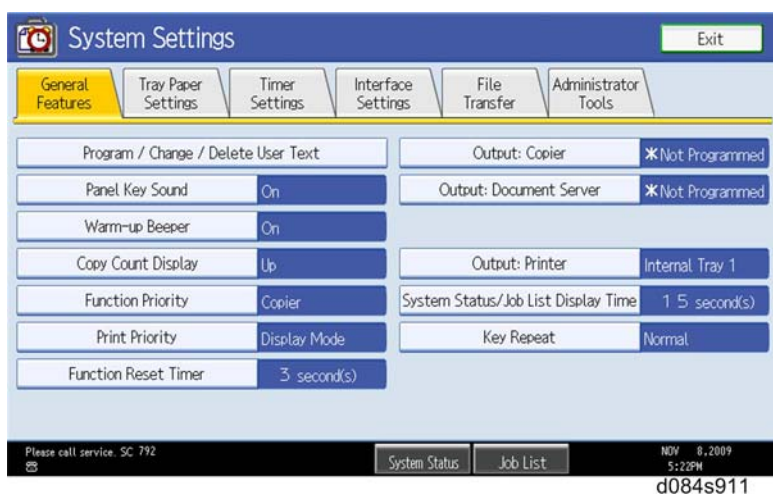 System Settings
Exit
General Features
Tray Paper Settings
Timer Settings
Interface Settings
File Transfer
Administrator Tools
Program / Change / Delete User Text
Panel Key Sound On
Warm-up Beeper On
Copy Count Display Up
Function Priority Copier
Print Priority Display Mode
Function Reset Timer 3 second(s)
Output: Copier *Not Programmed
Output: Document Server *Not Programmed
Output: Printer Internal Tray 1
System Status/Job List Display Time 15 second(s)
Key Repeat Normal
Please call service. SC 792
System Status
Job List
NOV 8,2009
5:22PM
d084s911